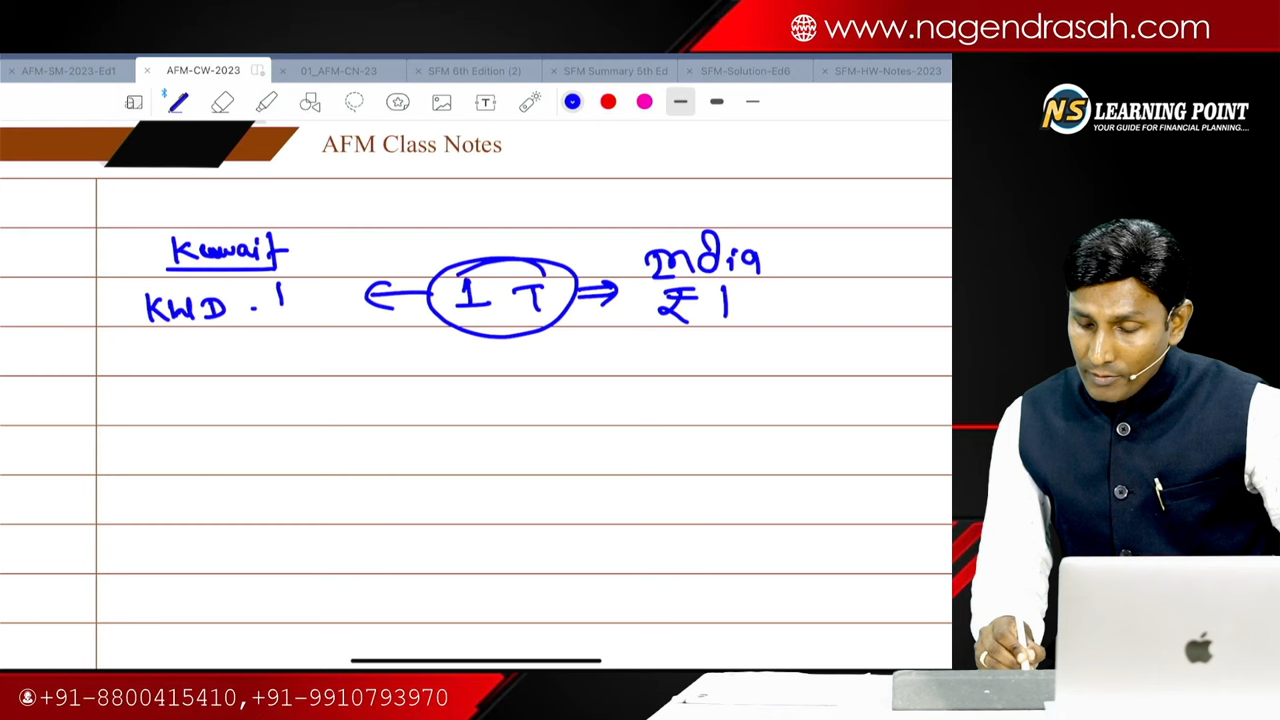 www.nagendrasah.com
AFM-SM-2023-Ed1
AFM-CW-2023
01_AFM-CN-23
SFM 6th Edition (2)
SFM Summary 5th Ed
SFM-Solution-Ed6
SFM-HW-Notes-2023
T
NS LEARNING POINT
YOUR GUIDE FOR FINANCIAL PLANNING....
AFM Class Notes
Kuwait
India
KWD . 1
1 T
₹ 1
+91-8800415410,+91-9910793970